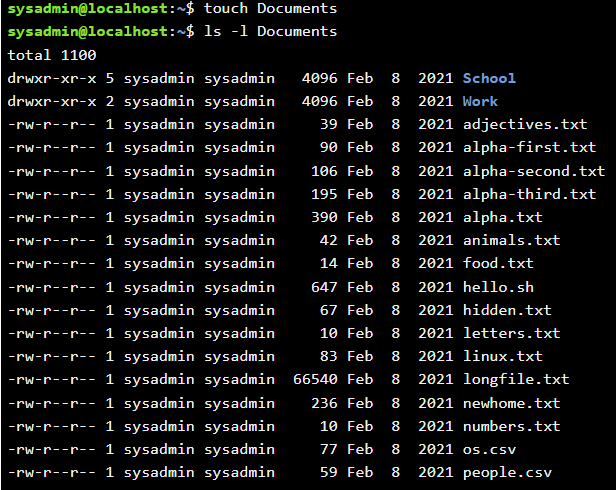 sysadmin@localhost:~$ touch Documents
sysadmin@localhost:~$ ls -l Documents
total 1100
drwxr-xr-x 5 sysadmin sysadmin   4096 Feb  8  2021 School
drwxr-xr-x 2 sysadmin sysadmin   4096 Feb  8  2021 Work
-rw-r--r-- 1 sysadmin sysadmin     39 Feb  8  2021 adjectives.txt
-rw-r--r-- 1 sysadmin sysadmin     90 Feb  8  2021 alpha-first.txt
-rw-r--r-- 1 sysadmin sysadmin    106 Feb  8  2021 alpha-second.txt
-rw-r--r-- 1 sysadmin sysadmin    195 Feb  8  2021 alpha-third.txt
-rw-r--r-- 1 sysadmin sysadmin    390 Feb  8  2021 alpha.txt
-rw-r--r-- 1 sysadmin sysadmin     42 Feb  8  2021 animals.txt
-rw-r--r-- 1 sysadmin sysadmin     14 Feb  8  2021 food.txt
-rw-r--r-- 1 sysadmin sysadmin    647 Feb  8  2021 hello.sh
-rw-r--r-- 1 sysadmin sysadmin     67 Feb  8  2021 hidden.txt
-rw-r--r-- 1 sysadmin sysadmin     10 Feb  8  2021 letters.txt
-rw-r--r-- 1 sysadmin sysadmin     83 Feb  8  2021 linux.txt
-rw-r--r-- 1 sysadmin sysadmin  66540 Feb  8  2021 longfile.txt
-rw-r--r-- 1 sysadmin sysadmin    236 Feb  8  2021 newhome.txt
-rw-r--r-- 1 sysadmin sysadmin     10 Feb  8  2021 numbers.txt
-rw-r--r-- 1 sysadmin sysadmin     77 Feb  8  2021 os.csv
-rw-r--r-- 1 sysadmin sysadmin     59 Feb  8  2021 people.csv